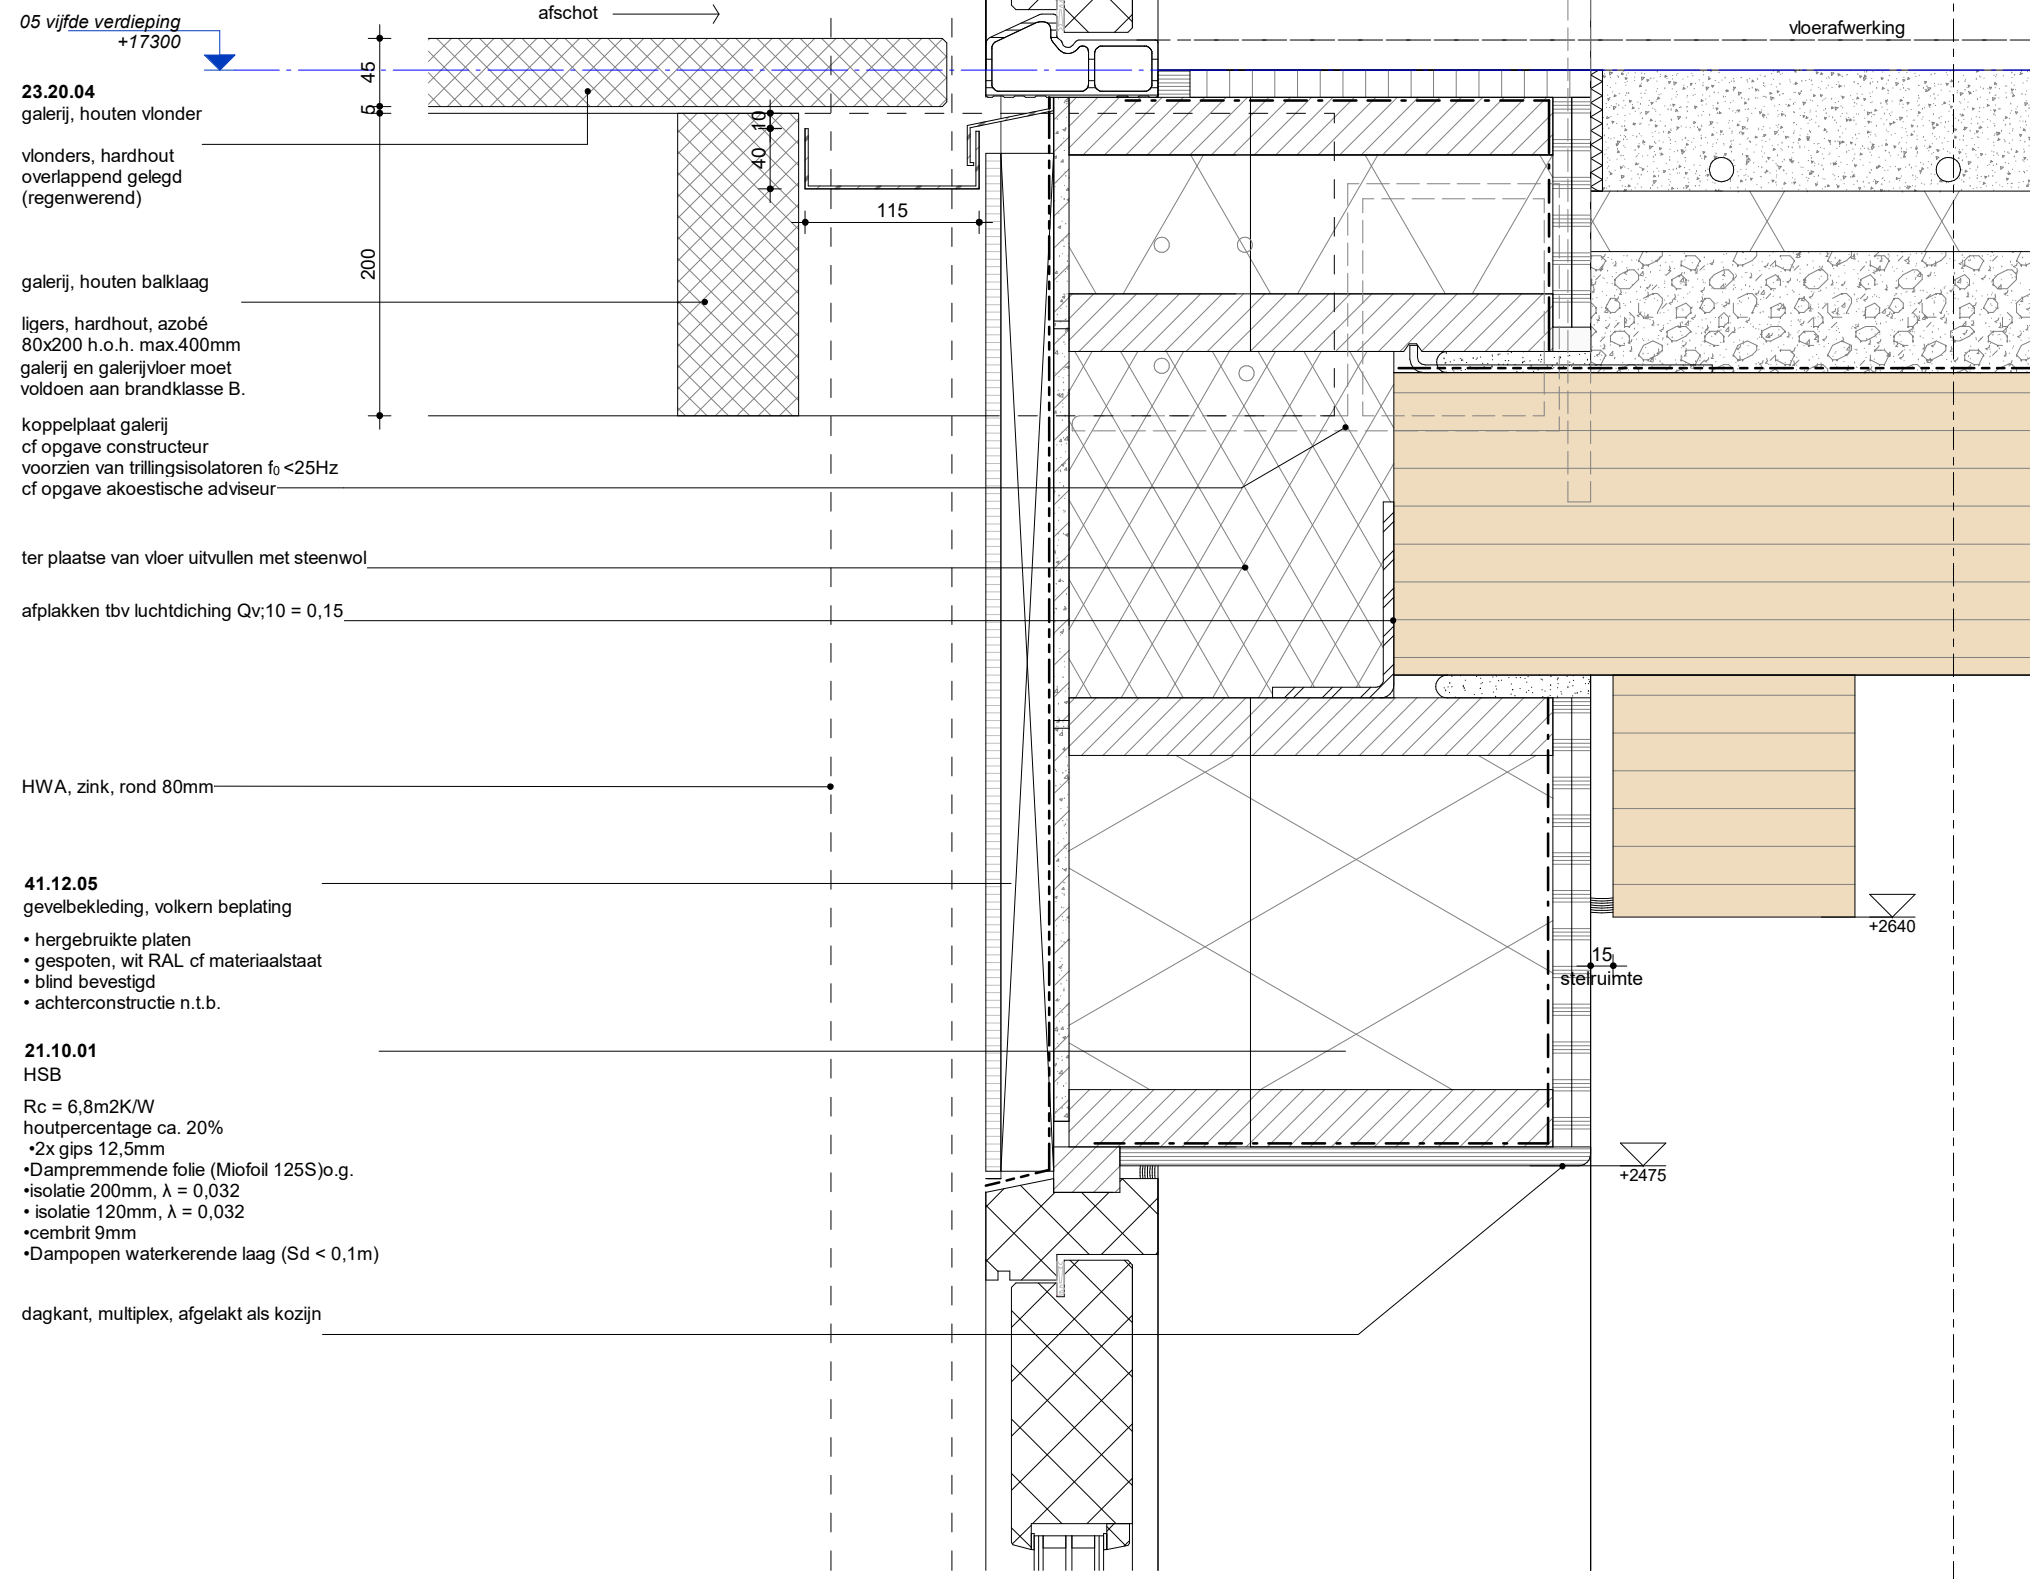 afschot
05 vijfde verdieping
+17300
23.20.04
galerij, houten vlonder
vlonders, hardhout
overlappend gelegd
(regenwerend)
galerij, houten balklaag
ligers, hardhout, azobé
80x200 h.o.h. max.400mm
galerij en galerijvloer moet
voldoen aan brandklasse B.
koppelplaat galerij
cf opgave constructeur
voorzien van trillingsisolatoren f₀ <25Hz
cf opgave akoestische adviseur
ter plaatse van vloer uitvullen met steenwol
afplakken tbv luchtdiching Qv;10 = 0,15
HWA, zink, rond 80mm
41.12.05
gevelbekleding, volkern beplating
• hergebruikte platen
• gespoten, wit RAL cf materiaalstaat
• blind bevestigd
• achterconstructie n.t.b.
21.10.01
HSB
Rc = 6,8m2K/W
houtpercentage ca. 20%
•2x gips 12,5mm
•Dampremmende folie (Miofoil 125S)o.g.
•isolatie 200mm, λ = 0,032
• isolatie 120mm, λ = 0,032
•cembrit 9mm
•Dampopen waterkerende laag (Sd < 0,1m)
dagkant, multiplex, afgelakt als kozijn
45
5
200
10
40
115
vloerafwerking
+2640
15
stelruimte
+2475